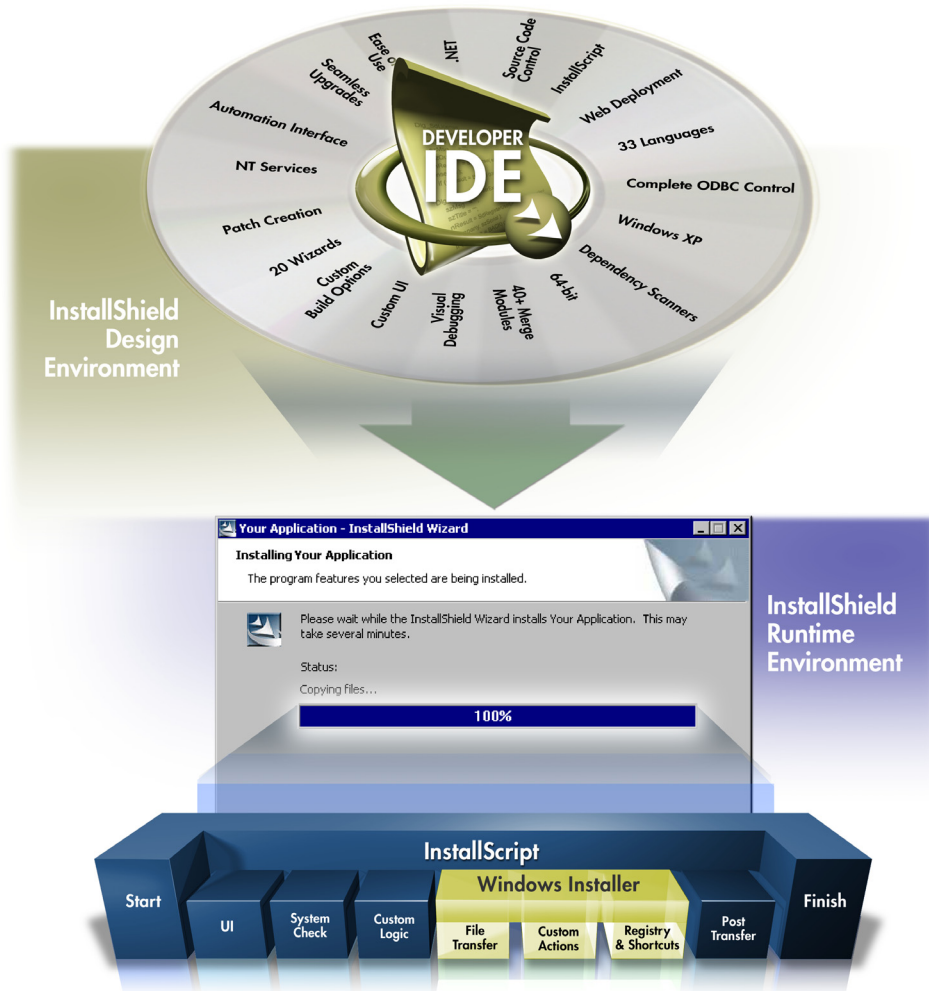 Ease of
Use
.NET
Source Code
Control
InstallScript
Seamless
Upgrades
Web Deployment
Automation Interface
33 Languages
NT Services
Complete ODBC Control
Patch Creation
Windows XP
20 Wizards
Dependency Scanners
Custom
Build Options
Custom UI
Visual
Debugging
40+ Merge
Modules
64-bit
DEVELOPER
IDE
InstallShield
Design
Environment
Your Application - InstallShield Wizard
Installing Your Application
The program features you selected are being installed.
Please wait while the InstallShield Wizard installs Your Application. This may
take several minutes.
Status:
Copying files...
100%
InstallShield
Runtime
Environment
InstallScript
Windows Installer
Start
UI
System
Check
Custom
Logic
File
Transfer
Custom
Actions
Registry
& Shortcuts
Post
Transfer
Finish